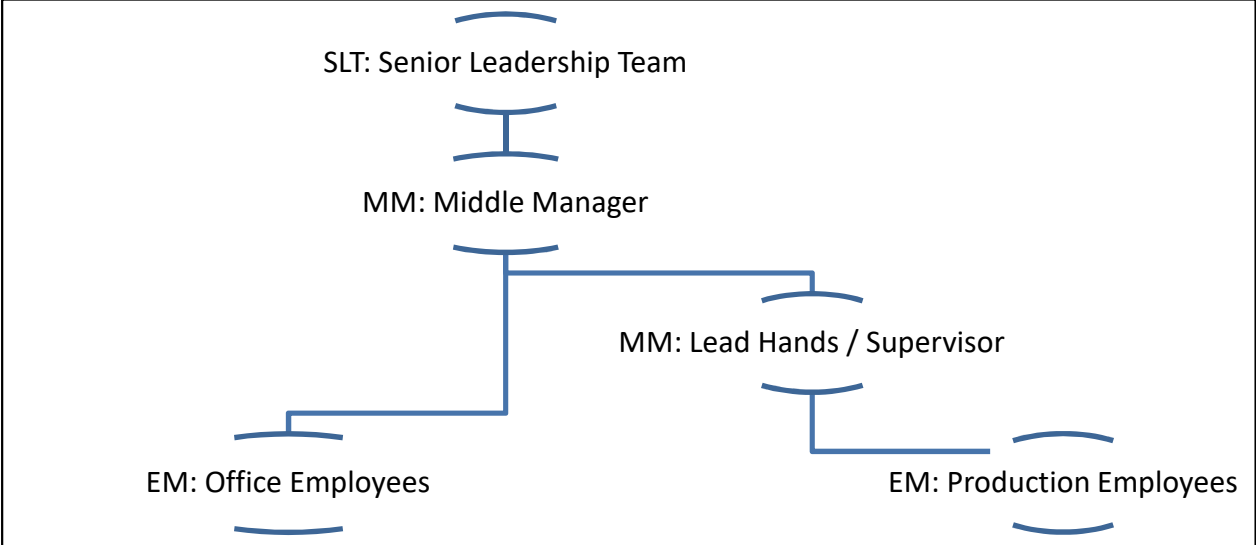 SLT: Senior Leadership Team
MM: Middle Manager
MM: Lead Hands / Supervisor
EM: Office Employees
EM: Production Employees